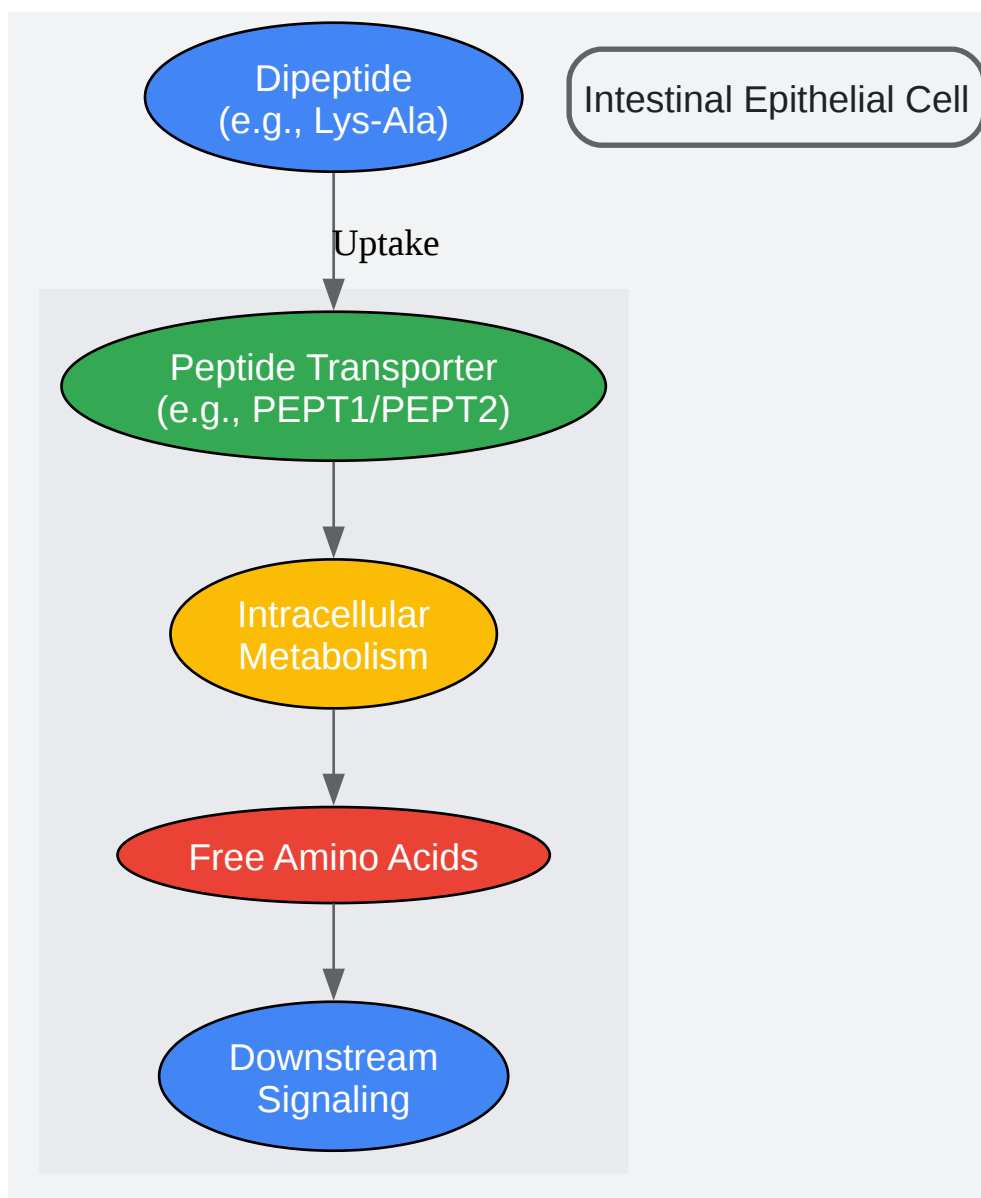 Dipeptide
(e.g., Lys-Ala)
Intestinal Epithelial Cell
Uptake
Peptide Transporter
(e.g., PEPT1/PEPT2)
Intracellular
Metabolism
Free Amino Acids
Downstream
Signaling